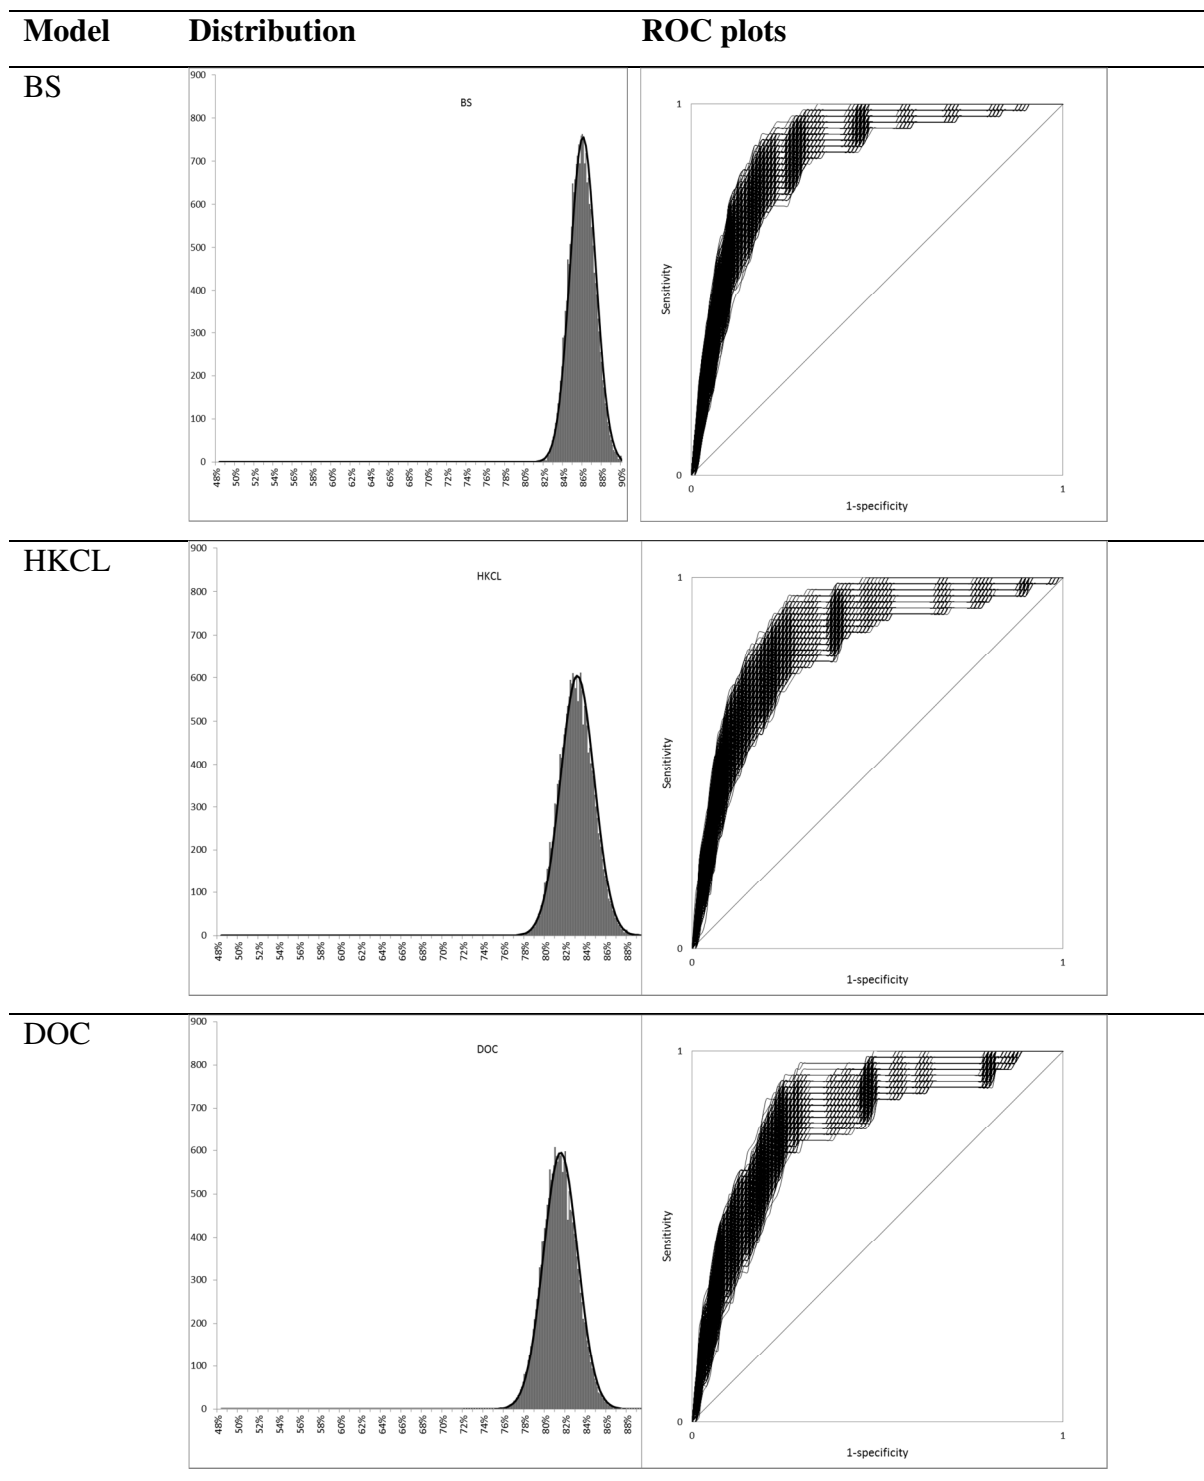 Model Distribution ROC plots
BS
BS
900
800
700
600
500
400
300
200
100
0
48% 50% 52% 54% 56% 58% 60% 62% 64% 66% 68% 70% 72% 74% 76% 78% 80% 82% 84% 86% 88% 90%
1
Sensitivity
0
0 1
1-specificity
HKCL
HKCL
900
800
700
600
500
400
300
200
100
0
48% 50% 52% 54% 56% 58% 60% 62% 64% 66% 68% 70% 72% 74% 76% 78% 80% 82% 84% 86% 88%
1
Sensitivity
0
0 1
1-specificity
DOC
DOC
900
800
700
600
500
400
300
200
100
0
48% 50% 52% 54% 56% 58% 60% 62% 64% 66% 68% 70% 72% 74% 76% 78% 80% 82% 84% 86% 88%
1
Sensitivity
0
0 1
1-specificity